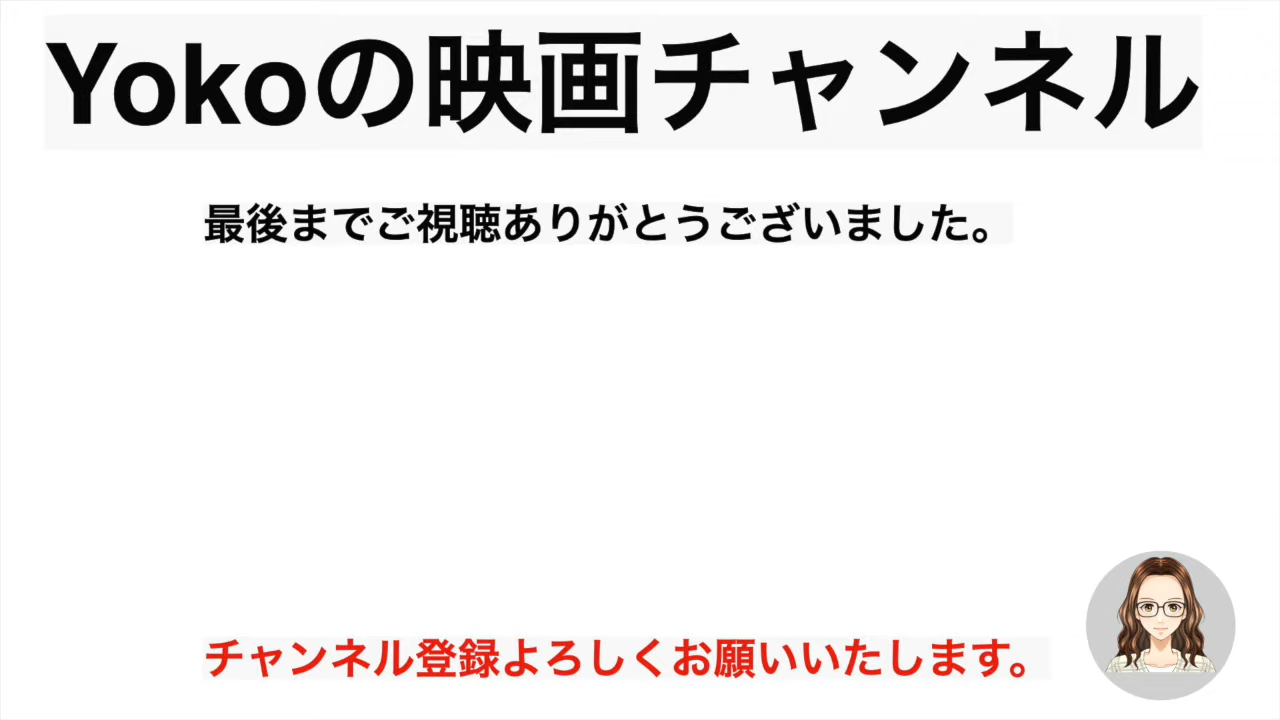 Yokoの映画チャンネル
最後までご視聴ありがとうございました。
チャンネル登録よろしくお願いいたします。